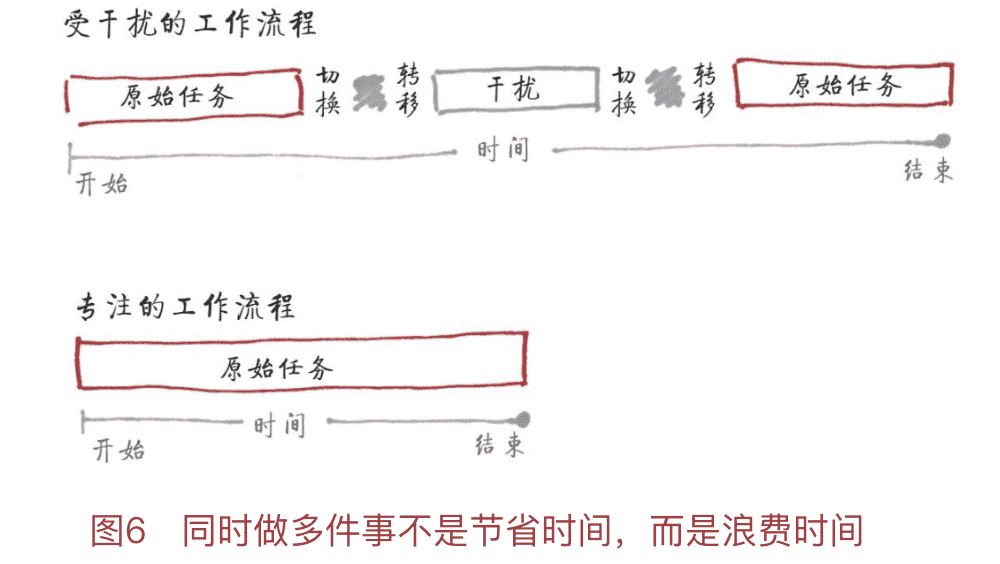 受干扰的工作流程
原始任务 切换 转移 干扰 切换 转移 原始任务
时间
开始 结束
专注的工作流程
原始任务
时间
开始 结束
图6 同时做多件事不是节省时间，而是浪费时间